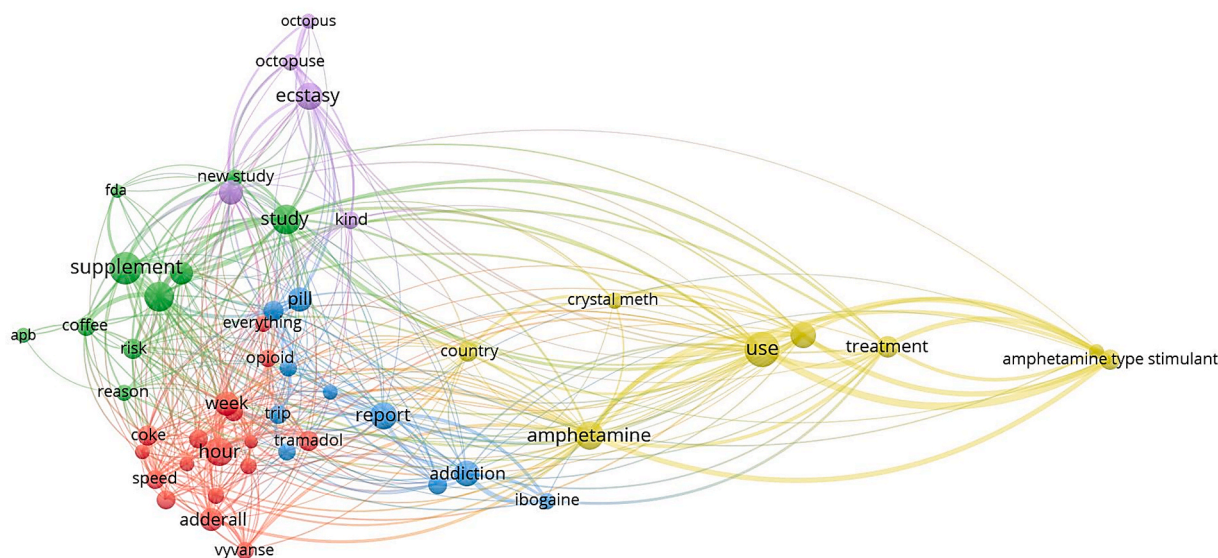 octopus
octopuse
ecstasy
new study
fda
study
kind
supplement
pill
crystal meth
everything
coffee
apb
risk
opioid
country
use
treatment
amphetamine type stimulant
reason
week
trip
report
coke
tramadol
amphetamine
hour
speed
addiction
ibogaine
adderall
vyvanse